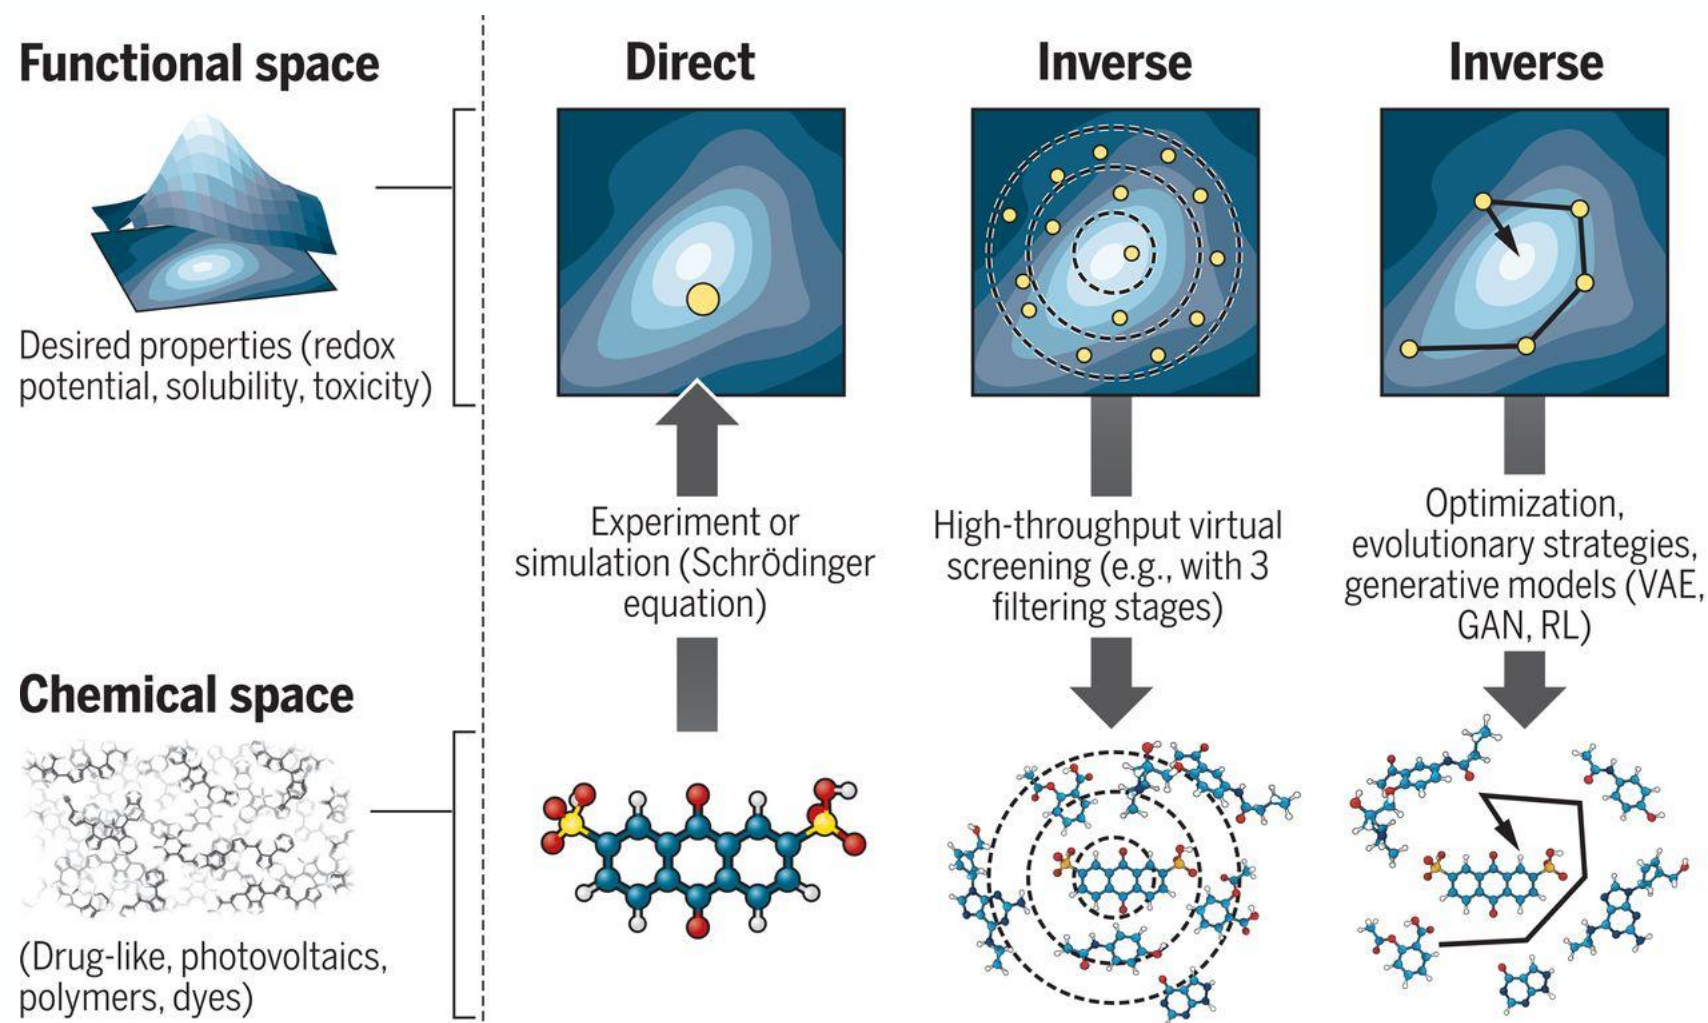 Functional space
Desired properties (redox
potential, solubility, toxicity)
Chemical space
(Drug-like, photovoltaics,
polymers, dyes)
Direct
Experiment or
simulation (Schrödinger
equation)
Inverse
High-throughput virtual
screening (e.g., with 3
filtering stages)
Inverse
Optimization,
evolutionary strategies,
generative models (VAE,
GAN, RL)